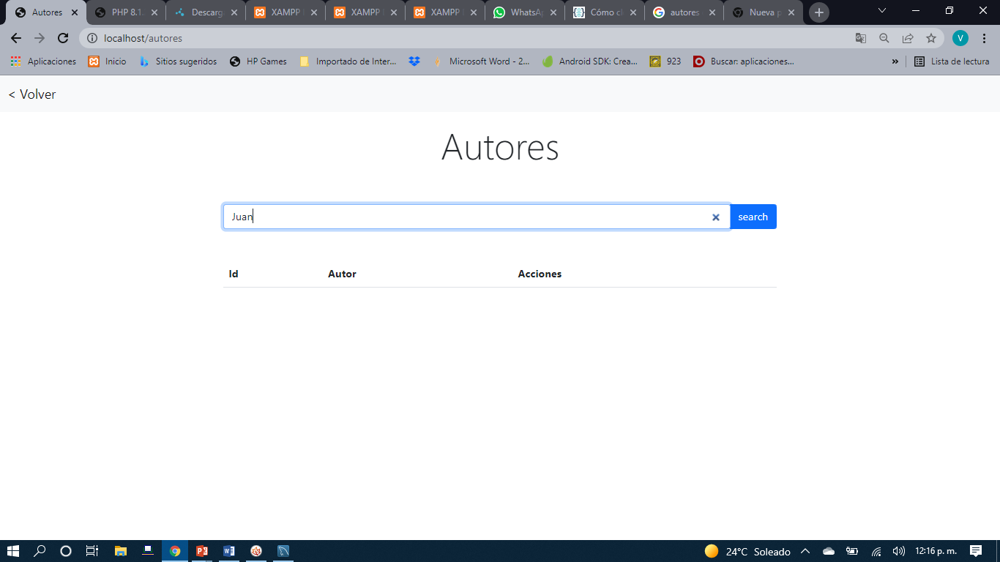 Autores PHP 8.1. Descarg XAMPP XAMPP XAMPP WhatsA Cómo c autores Nueva p
localhost/autores V
Aplicaciones Inicio Sitios sugeridos HP Games Importado de Inter... Microsoft Word - 2... Android SDK: Crea... 923 Buscar: aplicaciones... » Lista de lectura
< Volver
Autores
Juan search
Id Autor Acciones
24°C Soleado 12:16 p. m.